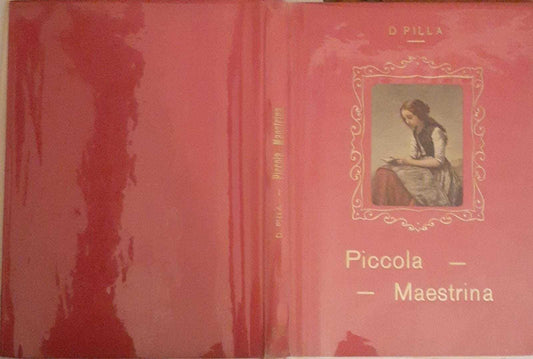 D. PILLA — Piccola Maestrina
D PILLA
Piccola —
— Maestrina